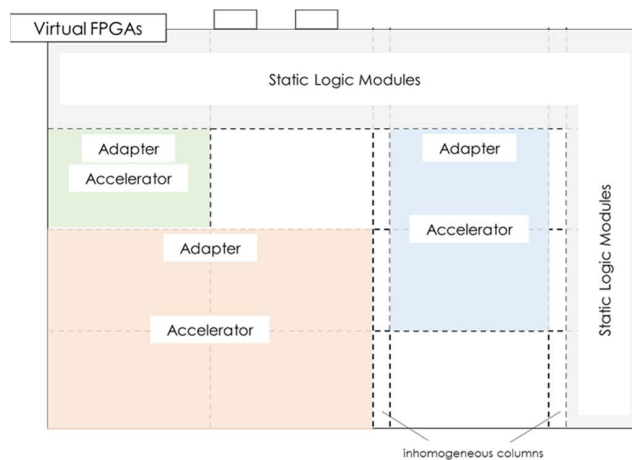 Virtual FPGAs
Static Logic Modules
Adapter
Accelerator
Adapter
Accelerator
Adapter
Accelerator
Static Logic Modules
inhomogeneous columns